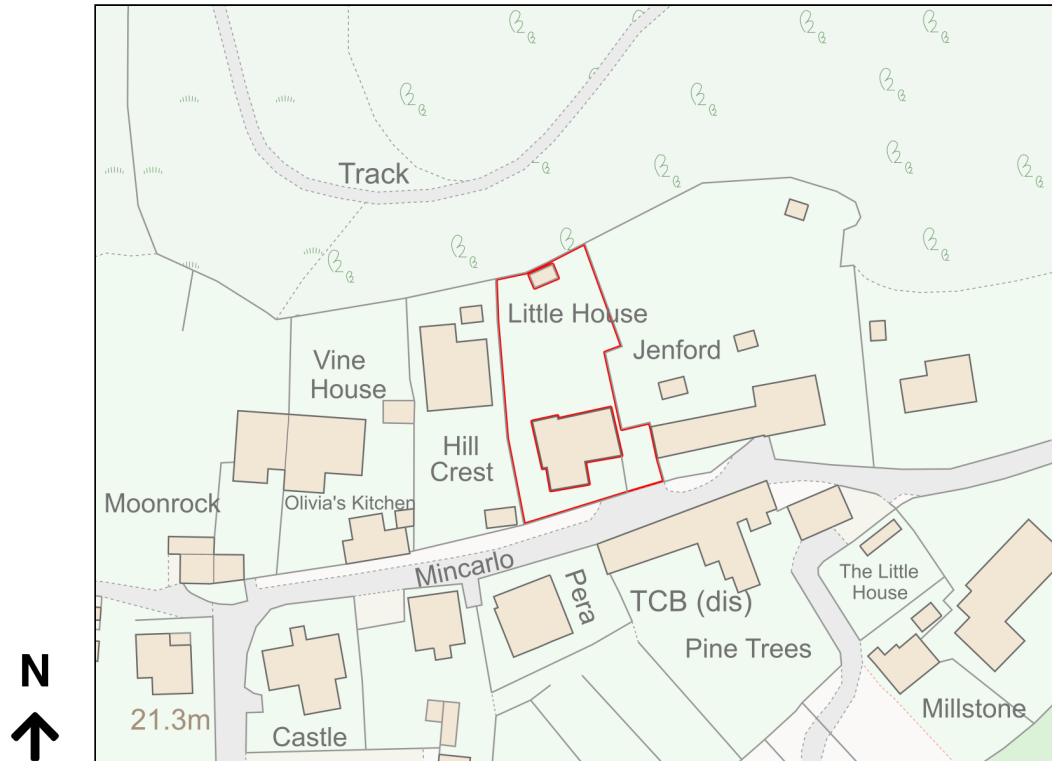 Track
Little House
Jenford
Vine
House
Hill
Crest
Moonrock
Olivia's Kitchen
Mincarlo
Pera
The Little
House
TCB (dis)
Pine Trees
N
21.3m
Castle
Millstone